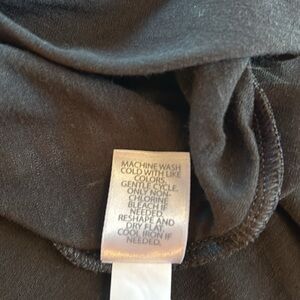 MACHINE WASH
COLD WITH LIKE
COLORS,
GENTLE CYCLE.
ONLY NON-
CHLORINE
BLEACH IF
NEEDED.
RESHAPE AND
DRY FLAT.
COOL IRON IF
NEEDED.